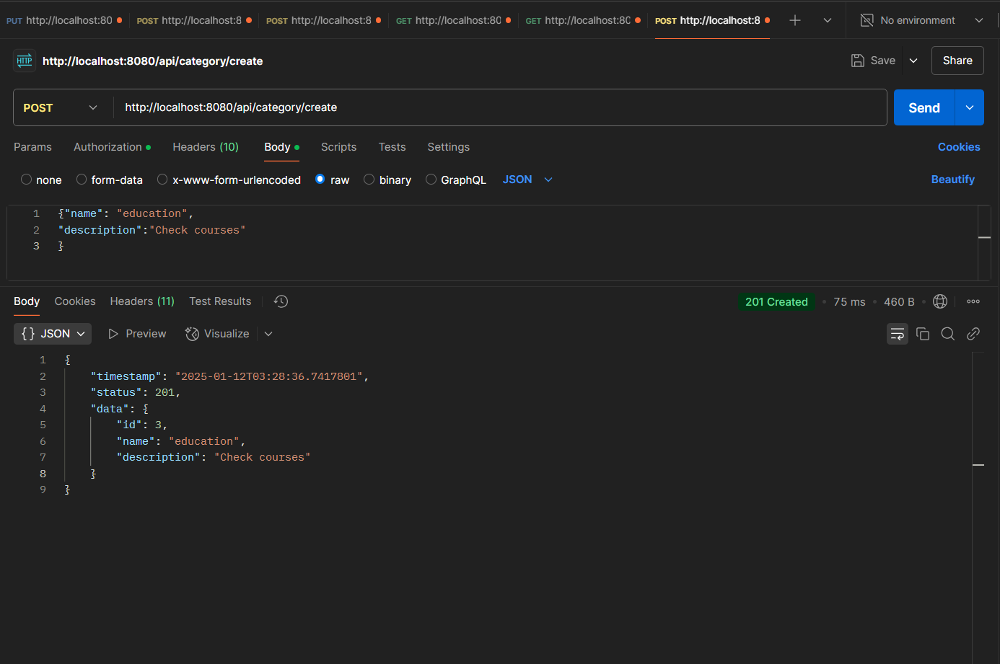 PUT http://localhost:80 POST http://localhost:8 POST http://localhost:8 GET http://localhost:80 GET http://localhost:80 POST http://localhost:8 No environment
HTTP http://localhost:8080/api/category/create Save Share
POST http://localhost:8080/api/category/create Send
Params Authorization Headers (10) Body Scripts Tests Settings Cookies
none form-data x-www-form-urlencoded raw binary GraphQL JSON Beautify
1 {"name": "education",
2 "description":"Check courses"
3 }
Body Cookies Headers (11) Test Results 201 Created • 75 ms • 460 B •
{} JSON Preview Visualize
1 {
2 "timestamp": "2025-01-12T03:28:36.7417801",
3 "status": 201,
4 "data": {
5 "id": 3,
6 "name": "education",
7 "description": "Check courses"
8 }
9 }